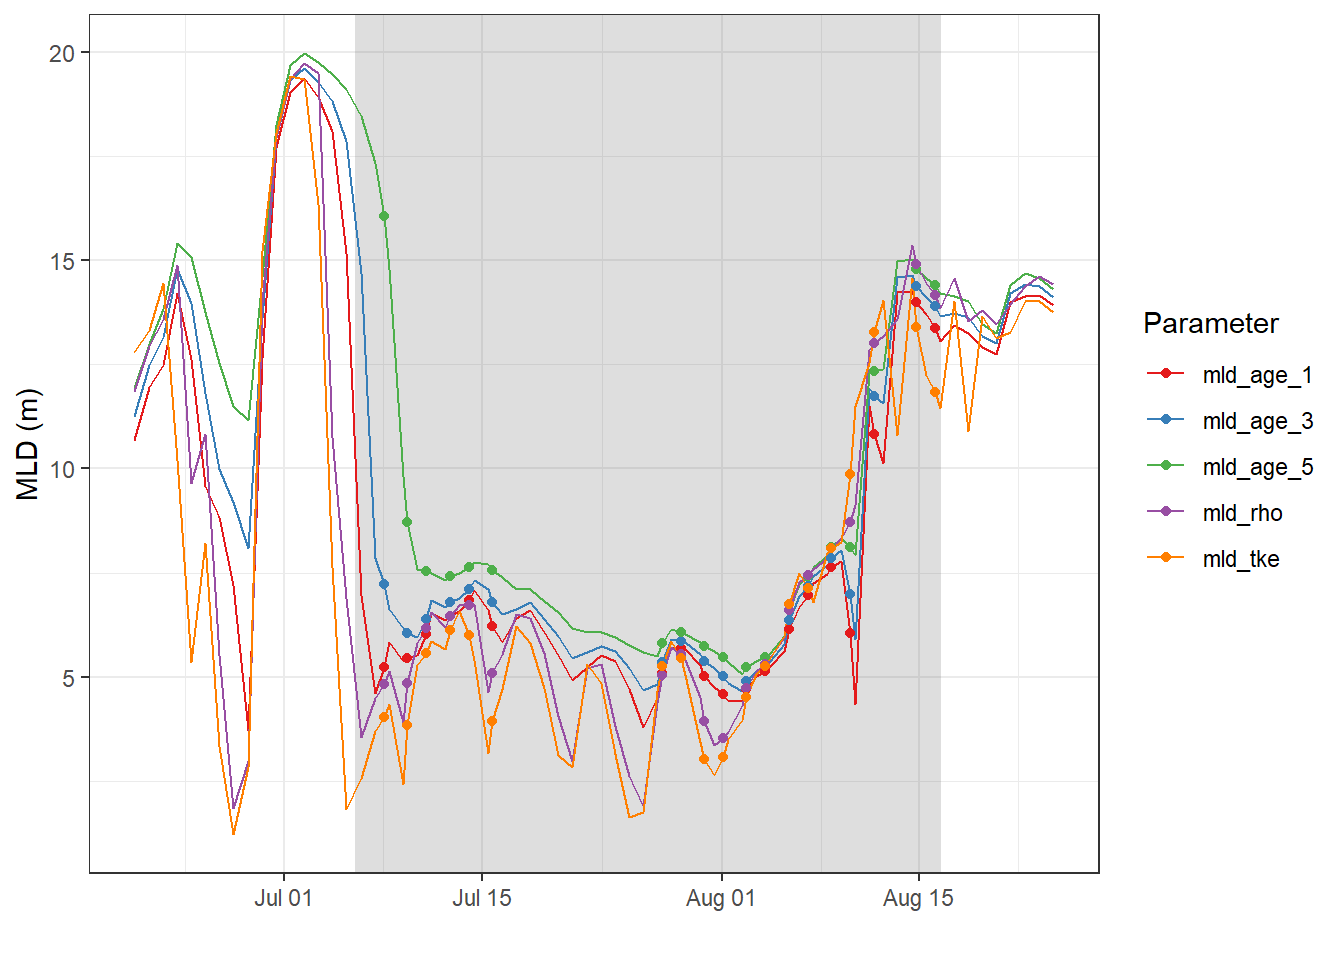 MLD (m)
20
15
10
5
Jul 01
Jul 15
Aug 01
Aug 15
Parameter
mld_age_1
mld_age_3
mld_age_5
mld_rho
mld_tke